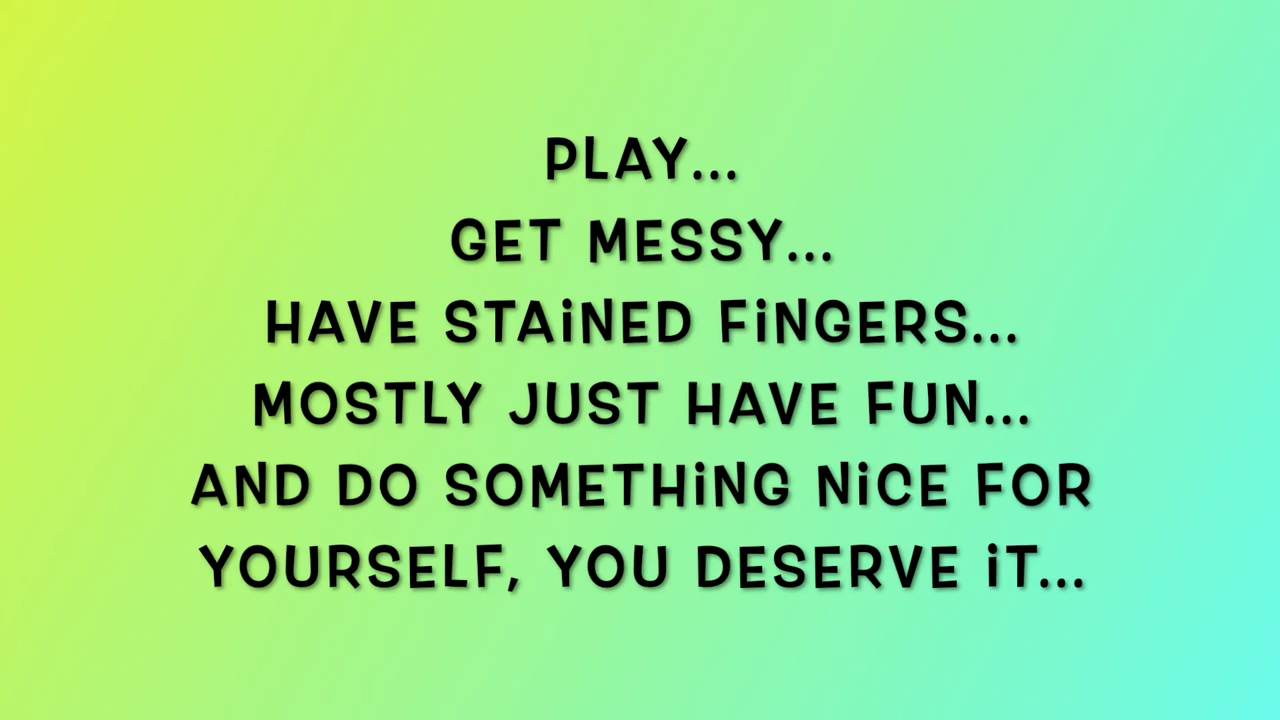 PLAY...
GET MESSY...
HAVE STAiNED FiNGERS...
MOSTLY JUST HAVE FUN...
AND DO SOMETHiNG NiCE FOR
YOURSELF, YOU DESERVE iT...